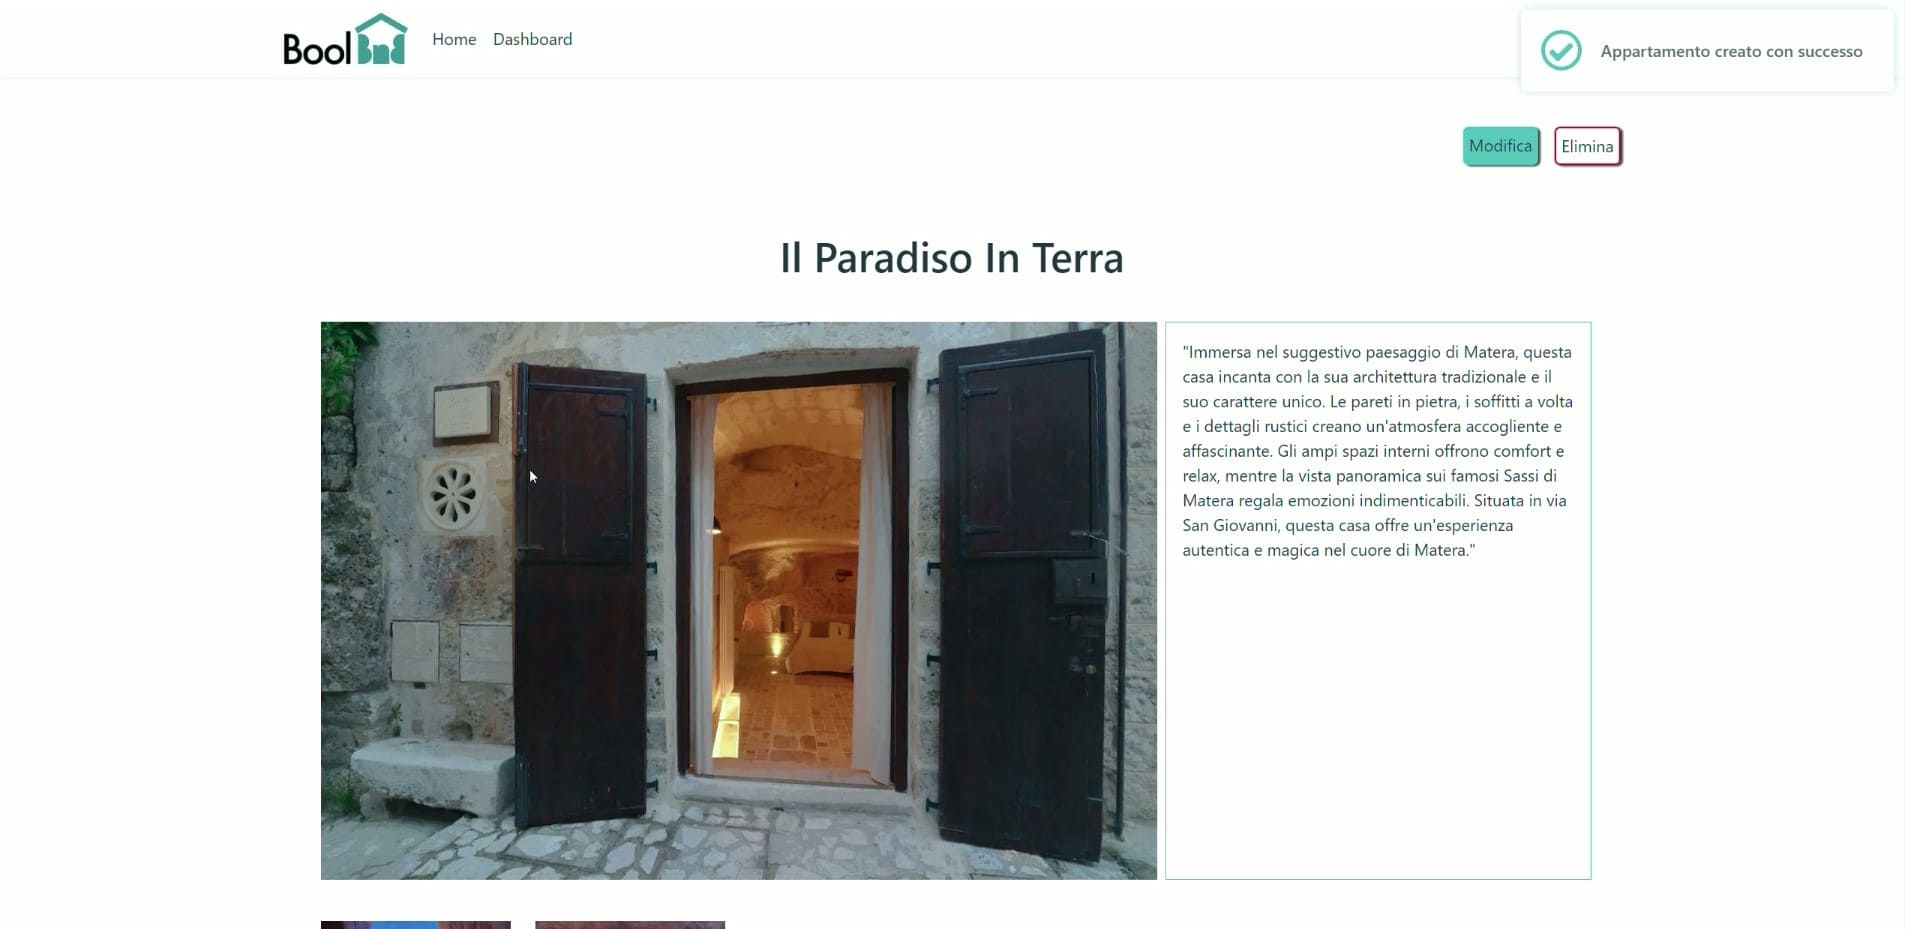 Bool BnB
Home
Dashboard
Appartamento creato con successo
Modifica
Elimina
Il Paradiso In Terra
"Immersa nel suggestivo paesaggio di Matera, questa
casa incanta con la sua architettura tradizionale e il
suo carattere unico. Le pareti in pietra, i soffitti a volta
e i dettagli rustici creano un'atmosfera accogliente e
affascinante. Gli ampi spazi interni offrono comfort e
relax, mentre la vista panoramica sui famosi Sassi di
Matera regala emozioni indimenticabili. Situata in via
San Giovanni, questa casa offre un'esperienza
autentica e magica nel cuore di Matera."